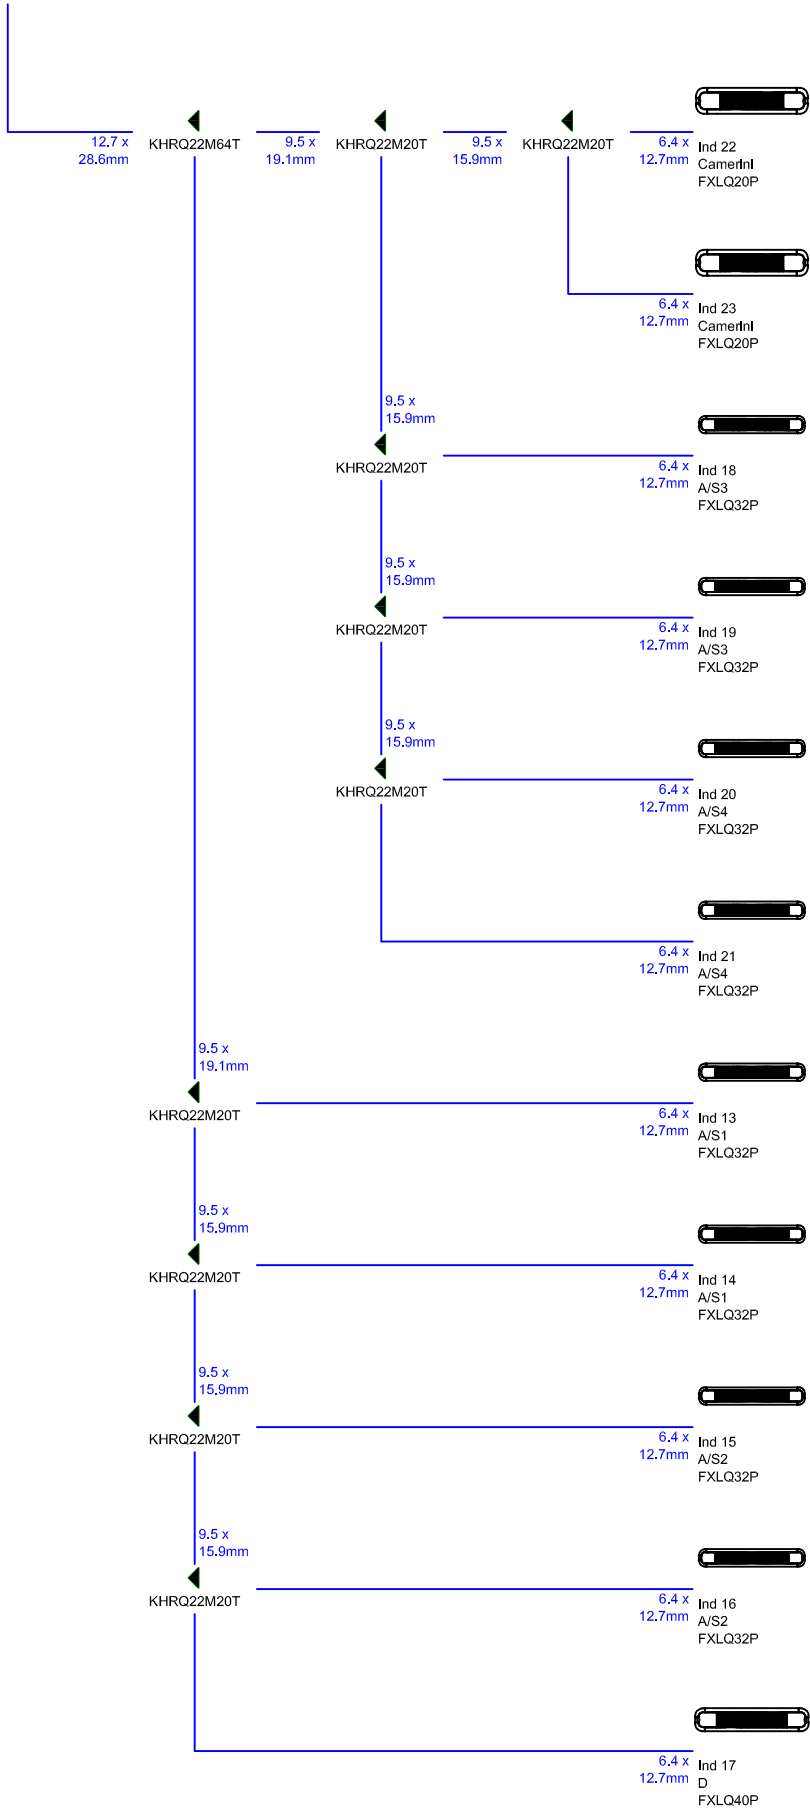 KHRQ22M64T
KHRQ22M20T
KHRQ22M20T
12.7 x
28.6mm
9.5 x
19.1mm
9.5 x
15.9mm
6.4 x
12.7mm
Ind 22
CamerinI
FXLQ20P
6.4 x
12.7mm
Ind 23
CamerinI
FXLQ20P
9.5 x
15.9mm
KHRQ22M20T
6.4 x
12.7mm
Ind 18
A/S3
FXLQ32P
9.5 x
15.9mm
KHRQ22M20T
6.4 x
12.7mm
Ind 19
A/S3
FXLQ32P
9.5 x
15.9mm
KHRQ22M20T
6.4 x
12.7mm
Ind 20
A/S4
FXLQ32P
6.4 x
12.7mm
Ind 21
A/S4
FXLQ32P
9.5 x
19.1mm
KHRQ22M20T
6.4 x
12.7mm
Ind 13
A/S1
FXLQ32P
9.5 x
15.9mm
KHRQ22M20T
6.4 x
12.7mm
Ind 14
A/S1
FXLQ32P
9.5 x
15.9mm
KHRQ22M20T
6.4 x
12.7mm
Ind 15
A/S2
FXLQ32P
9.5 x
15.9mm
KHRQ22M20T
6.4 x
12.7mm
Ind 16
A/S2
FXLQ32P
6.4 x
12.7mm
Ind 17
D
FXLQ40P